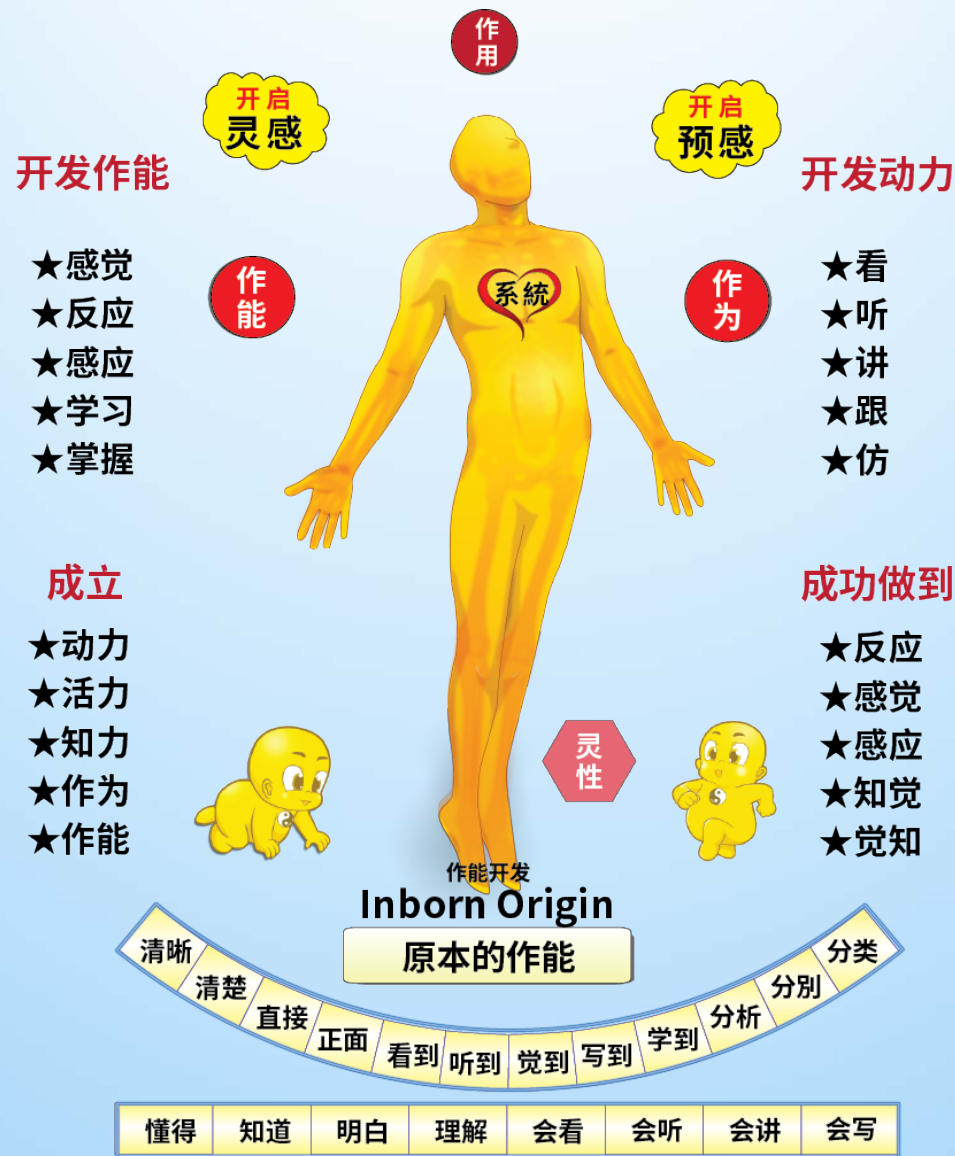 作用
开启
灵感
开启
预感
开发作能
★感觉
★反应
★感应
★学习
★掌握
作能
系統
作为
开发动力
★看
★听
★讲
★跟
★仿
成立
★动力
★活力
★知力
★作为
★作能
灵性
成功做到
★反应
★感觉
★感应
★知觉
★觉知
作能开发
Inborn Origin
原本的作能
清晰 清楚 直接 正面 看到 听到 觉到 写到 学到 分析 分別 分类
懂得 知道 明白 理解 会看 会听 会讲 会写